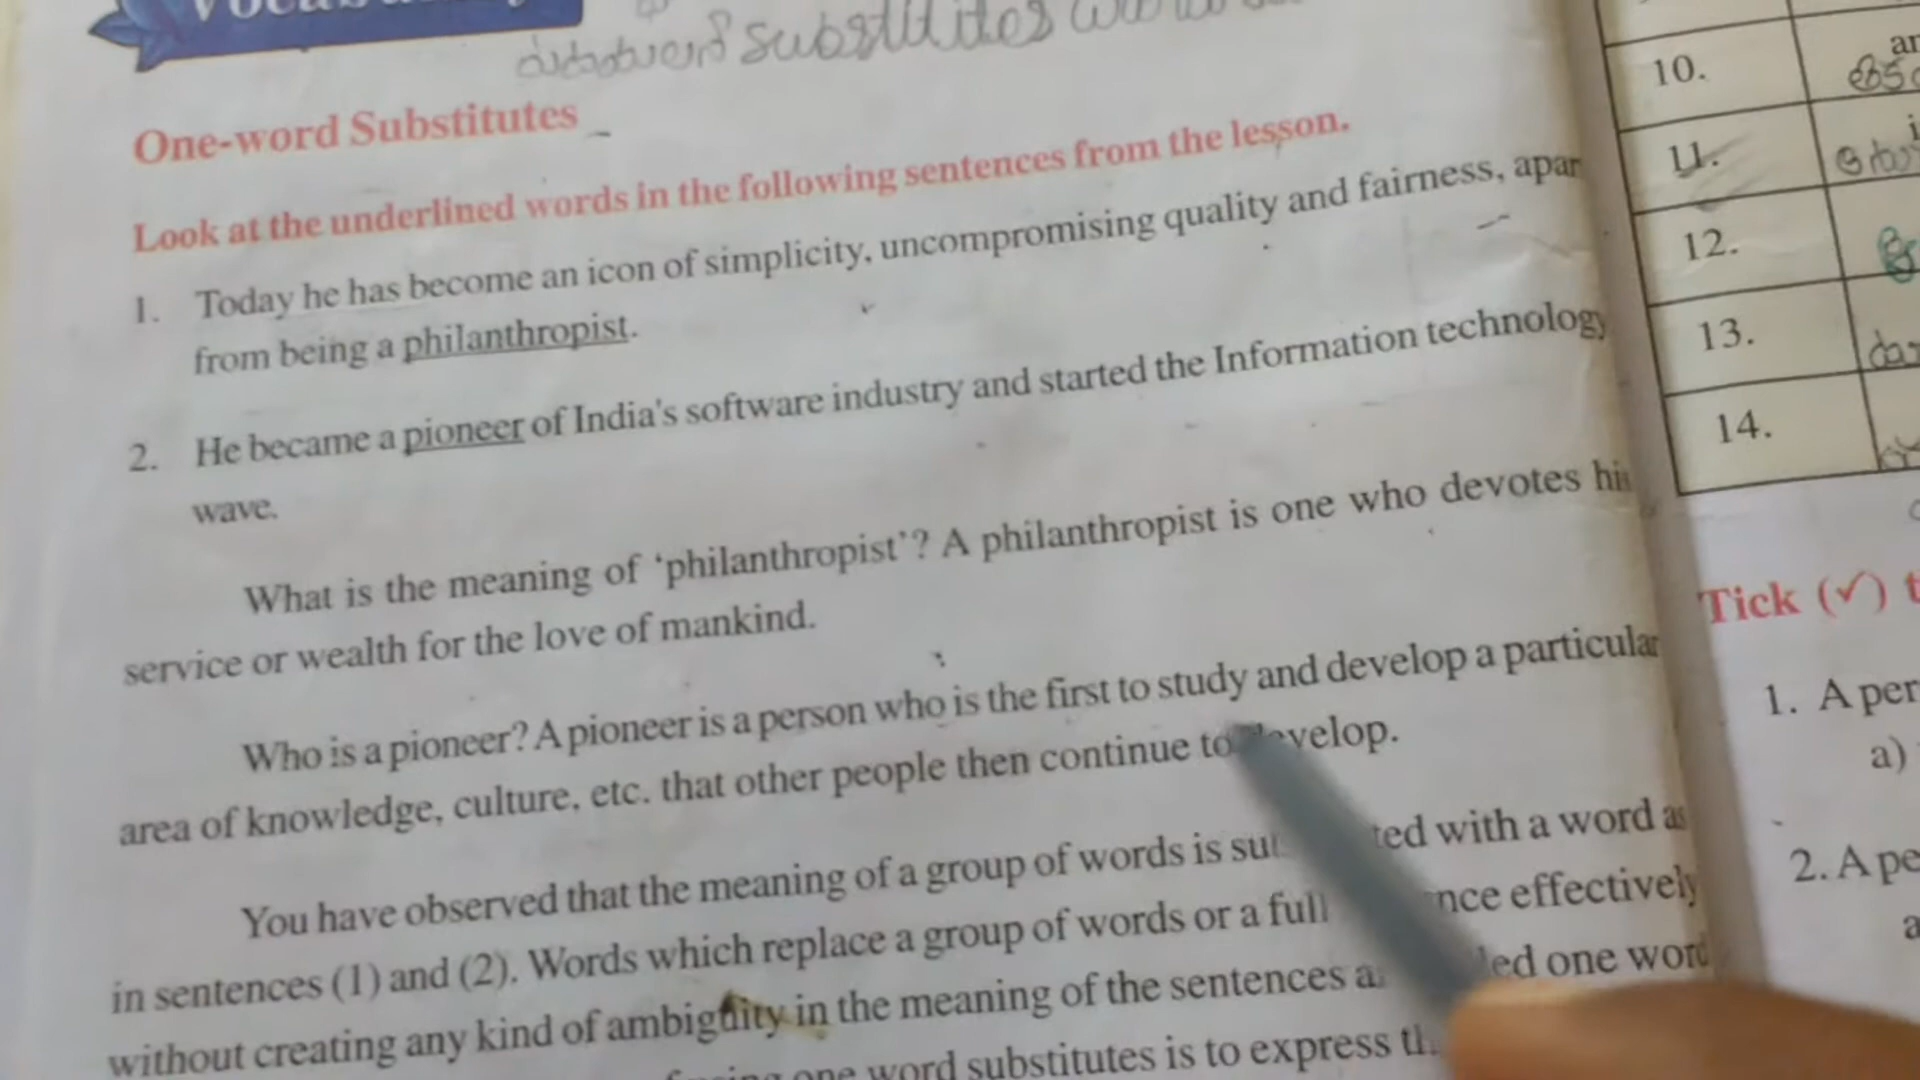 Vocabulary
substitutes
One-word Substitutes
Look at the underlined words in the following sentences from the lesson.
1. Today he has become an icon of simplicity, uncompromising quality and fairness, apar
from being a philanthropist.
2. He became a pioneer of India's software industry and started the Information technology
wave.
What is the meaning of 'philanthropist'? A philanthropist is one who devotes his
service or wealth for the love of mankind.
Who is a pioneer? A pioneer is a person who is the first to study and develop a particular
area of knowledge, culture, etc. that other people then continue to develop.
You have observed that the meaning of a group of words is su ted with a word as
in sentences (1) and (2). Words which replace a group of words or a full nce effectively
without creating any kind of ambiguity in the meaning of the sentences a led one word
one word substitutes is to express th
10.
11.
12.
13.
14.
Tick (✓) t
1. A per
a)
2. A pe
a